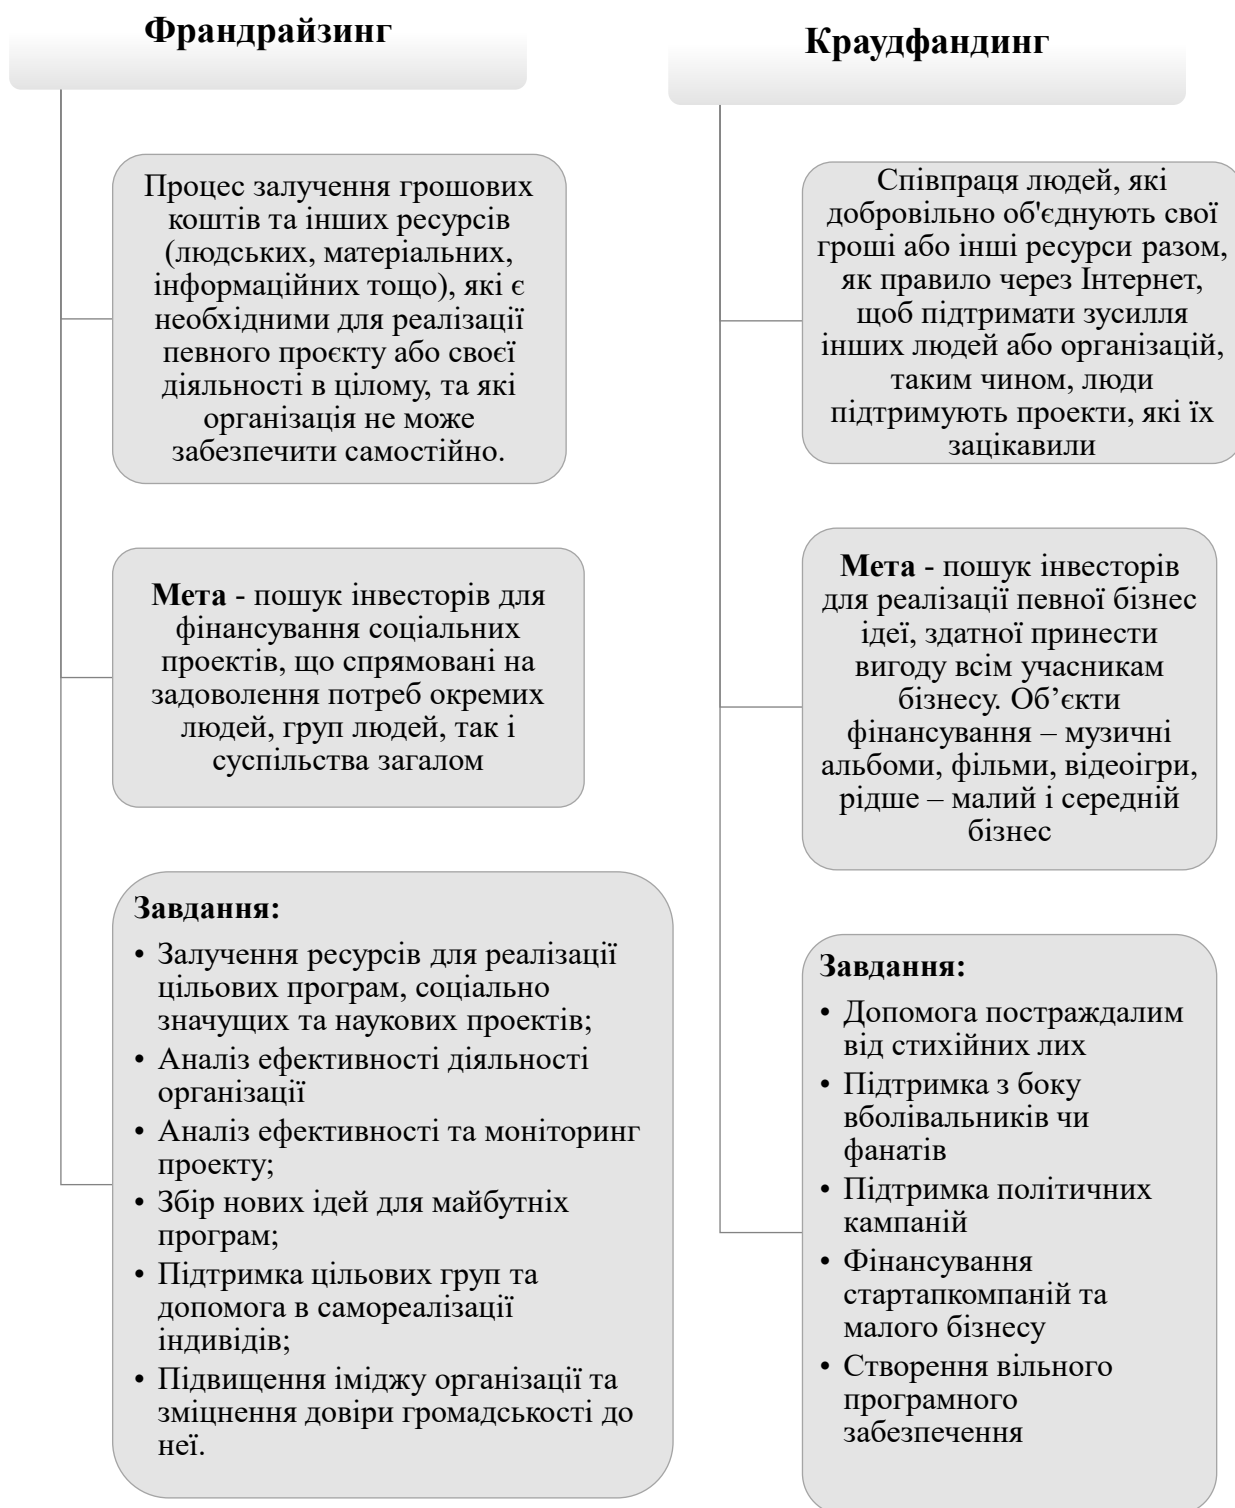 Франдрайзинг
Процес залучення грошових
коштів та інших ресурсів
(людських, матеріальних,
інформаційних тощо), які є
необхідними для реалізації
певного проєкту або своєї
діяльності в цілому, та які
організація не може
забезпечити самостійно.
Мета - пошук інвесторів для
фінансування соціальних
проектів, що спрямовані на
задоволення потреб окремих
людей, груп людей, так і
суспільства загалом
Завдання:
• Залучення ресурсів для реалізації
цільових програм, соціально
значущих та наукових проектів;
• Аналіз ефективності діяльності
організації
• Аналіз ефективності та моніторинг
проекту;
• Збір нових ідей для майбутніх
програм;
• Підтримка цільових груп та
допомога в самореалізації
індивідів;
• Підвищення іміджу організації та
зміцнення довіри громадськості до
неї.
Краудфандинг
Співпраця людей, які
добровільно об'єднують свої
гроші або інші ресурси разом,
як правило через Інтернет,
щоб підтримати зусилля
інших людей або організацій,
таким чином, люди
підтримують проекти, які їх
зацікавили
Мета - пошук інвесторів
для реалізації певної бізнес
ідеї, здатної принести
вигоду всім учасникам
бізнесу. Об’єкти
фінансування – музичні
альбоми, фільми, відеоігри,
рідше – малий і середній
бізнес
Завдання:
• Допомога постраждалим
від стихійних лих
• Підтримка з боку
вболівальників чи
фанатів
• Підтримка політичних
кампаній
• Фінансування
стартапкомпаній та
малого бізнесу
• Створення вільного
програмного
забезпечення